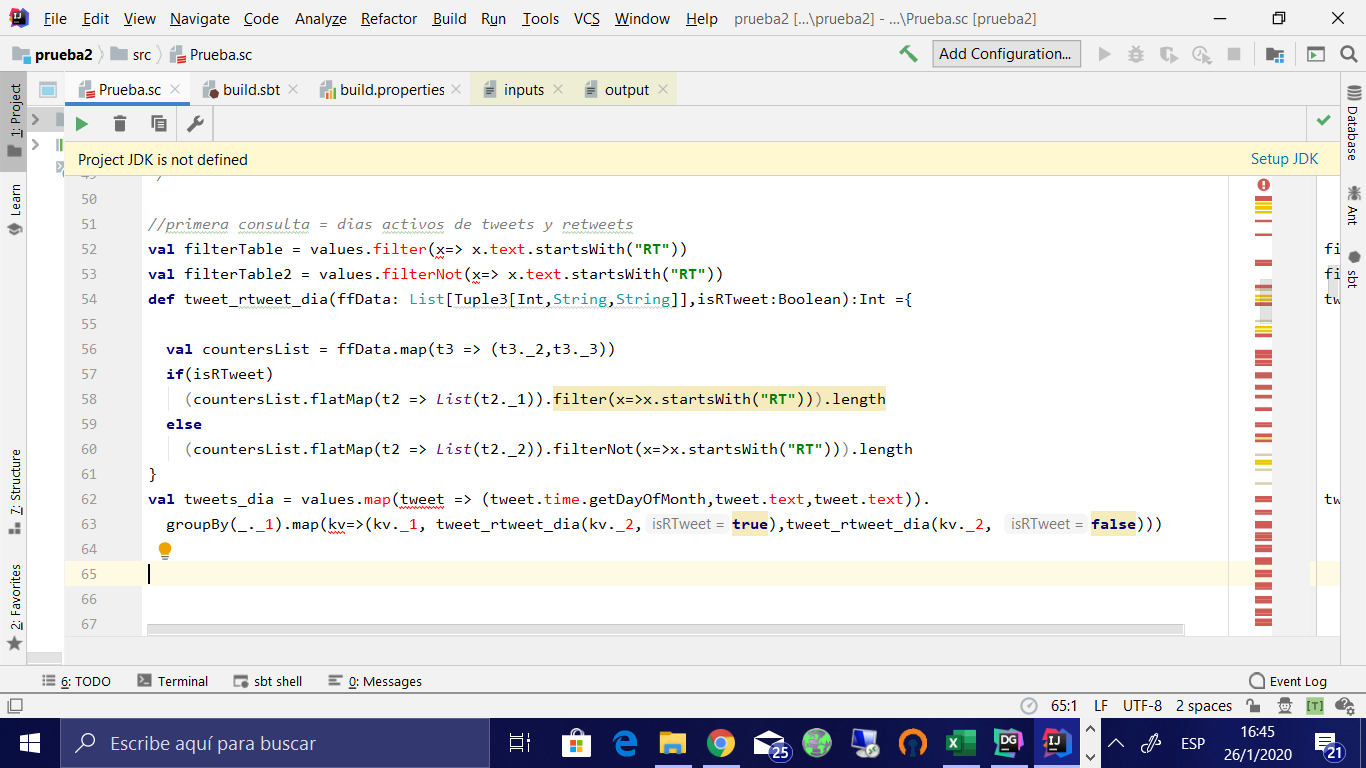 File Edit View Navigate Code Analyze Refactor Build Run Tools VCS Window Help prueba2 [...\prueba2] - ...\Prueba.sc [prueba2]
prueba2 src Prueba.sc Add Configuration...
1: Project
Learn
7: Structure
2: Favorites
Prueba.sc build.sbt build.properties inputs output
Project JDK is not defined Setup JDK
50
51 //primera consulta = dias activos de tweets y retweets
52 val filterTable = values.filter(x=> x.text.startsWith("RT"))
53 val filterTable2 = values.filterNot(x=> x.text.startsWith("RT"))
54 def tweet_rtweet_dia(ffData: List[Tuple3[Int,String,String]],isRTweet:Boolean):Int ={
55
56 val countersList = ffData.map(t3 => (t3._2,t3._3))
57 if(isRTweet)
58 (countersList.flatMap(t2 => List(t2._1)).filter(x=>x.startsWith("RT"))).length
59 else
60 (countersList.flatMap(t2 => List(t2._2)).filterNot(x=>x.startsWith("RT"))).length
61 }
62 val tweets_dia = values.map(tweet => (tweet.time.getDayOfMonth,tweet.text,tweet.text)).
63 groupBy(_._1).map(kv=>(kv._1, tweet_rtweet_dia(kv._2, isRTweet = true),tweet_rtweet_dia(kv._2, isRTweet = false)))
64
65
66
67
fi
fi
tw
tw
Database
Ant
sbt
6: TODO Terminal sbt shell 0: Messages Event Log
65:1 LF UTF-8 2 spaces [T]
Escribe aquí para buscar
25
DG
IJ
ESP
16:45
26/1/2020
21